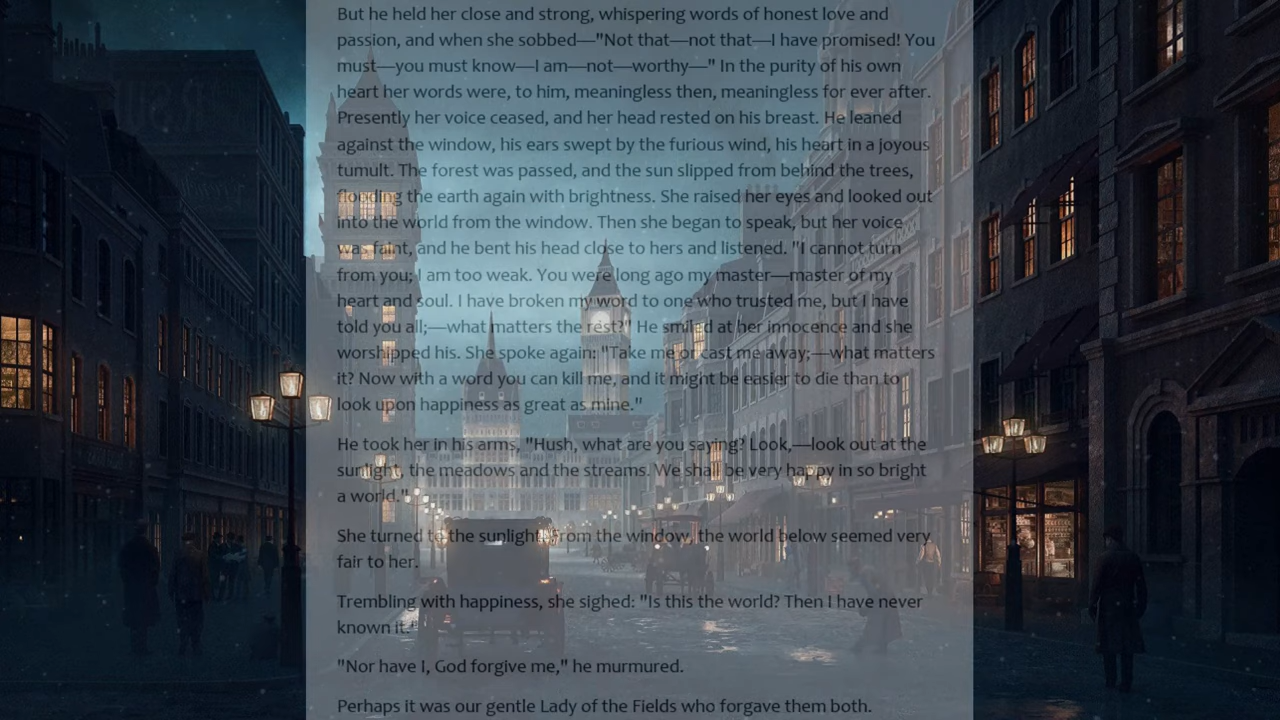 But he held her close and strong, whispering words of honest love and
passion, and when she sobbed—"Not that—not that—I have promised! You
must—you must know—I am—not—worthy—" In the purity of his own
heart her words were, to him, meaningless then, meaningless for ever after.
Presently her voice ceased, and her head rested on his breast. He leaned
against the window, his ears swept by the furious wind, his heart in a joyous
tumult. The forest was passed, and the sun slipped from behind the trees,
flooding the earth again with brightness. She raised her eyes and looked out
into the world from the window. Then she began to speak, but her voice
was faint, and he bent his head close to hers and listened. "I cannot turn
from you; I am too weak. You were long ago my master—master of my
heart and soul. I have broken my word to one who trusted me, but I have
told you all;—what matters the rest?" He smiled at her innocence and she
worshipped his. She spoke again: "Take me or cast me away;—what matters
it? Now with a word you can kill me, and it might be easier to die than to
look upon happiness as great as mine."
He took her in his arms, "Hush, what are you saying? Look,—look out at the
sunlight, the meadows and the streams. We shall be very happy in so bright
a world."
She turned to the sunlight. From the window, the world below seemed very
fair to her.
Trembling with happiness, she sighed: "Is this the world? Then I have never
known it."
"Nor have I, God forgive me," he murmured.
Perhaps it was our gentle Lady of the Fields who forgave them both.